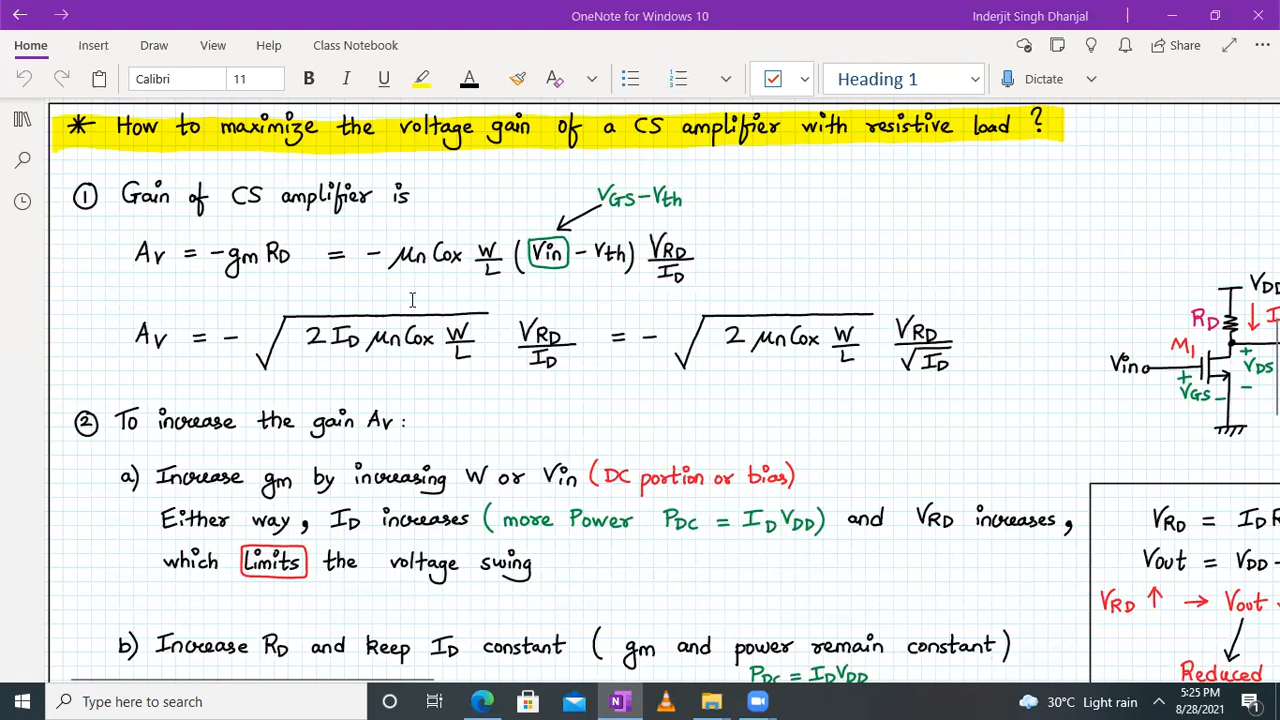 OneNote for Windows 10
Inderjit Singh Dhanjal
Home Insert Draw View Help Class Notebook Share
Calibri 11 B I U A A Heading 1 Dictate
* How to maximize the voltage gain of a CS amplifier with resistive load ?
① Gain of CS amplifier is
VGS-Vth
Av = -gm RD = - μn Cox W/L (Vin - Vth) VRD/ID
Av = - √(2 ID μn Cox W/L) VRD/ID = - √(2 μn Cox W/L) VRD/√ID
VDD
RD
M1
Vin
+ VDS -
+ VGS -
② To increase the gain Av :
a) Increase gm by increasing W or Vin (DC portion or bias)
Either way, ID increases (more Power PDC = ID VDD) and VRD increases,
which Limits the voltage swing
b) Increase RD and keep ID constant ( gm and power remain constant )
PDC = IDVDD
VRD = ID
Vout = VDD -
VRD ↑ → Vout
Reduced
Type here to search
30°C Light rain
5:25 PM
8/28/2021
1